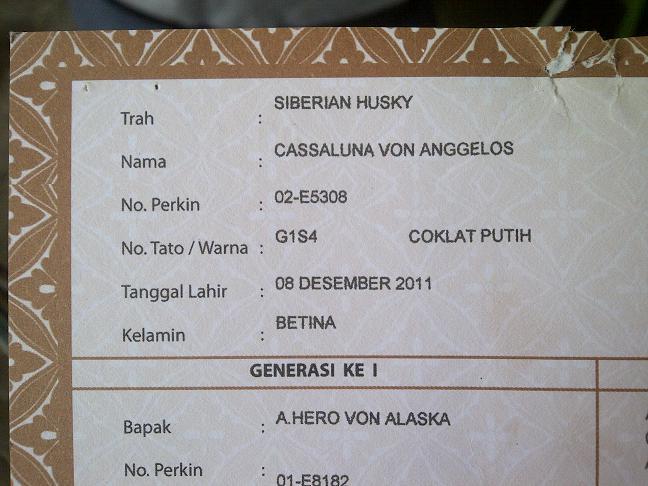 Trah : SIBERIAN HUSKY
Nama : CASSALUNA VON ANGGELOS
No. Perkin : 02-E5308
No. Tato / Warna : G1S4 COKLAT PUTIH
Tanggal Lahir : 08 DESEMBER 2011
Kelamin : BETINA
GENERASI KE I
Bapak : A.HERO VON ALASKA
No. Perkin : 01-E8182